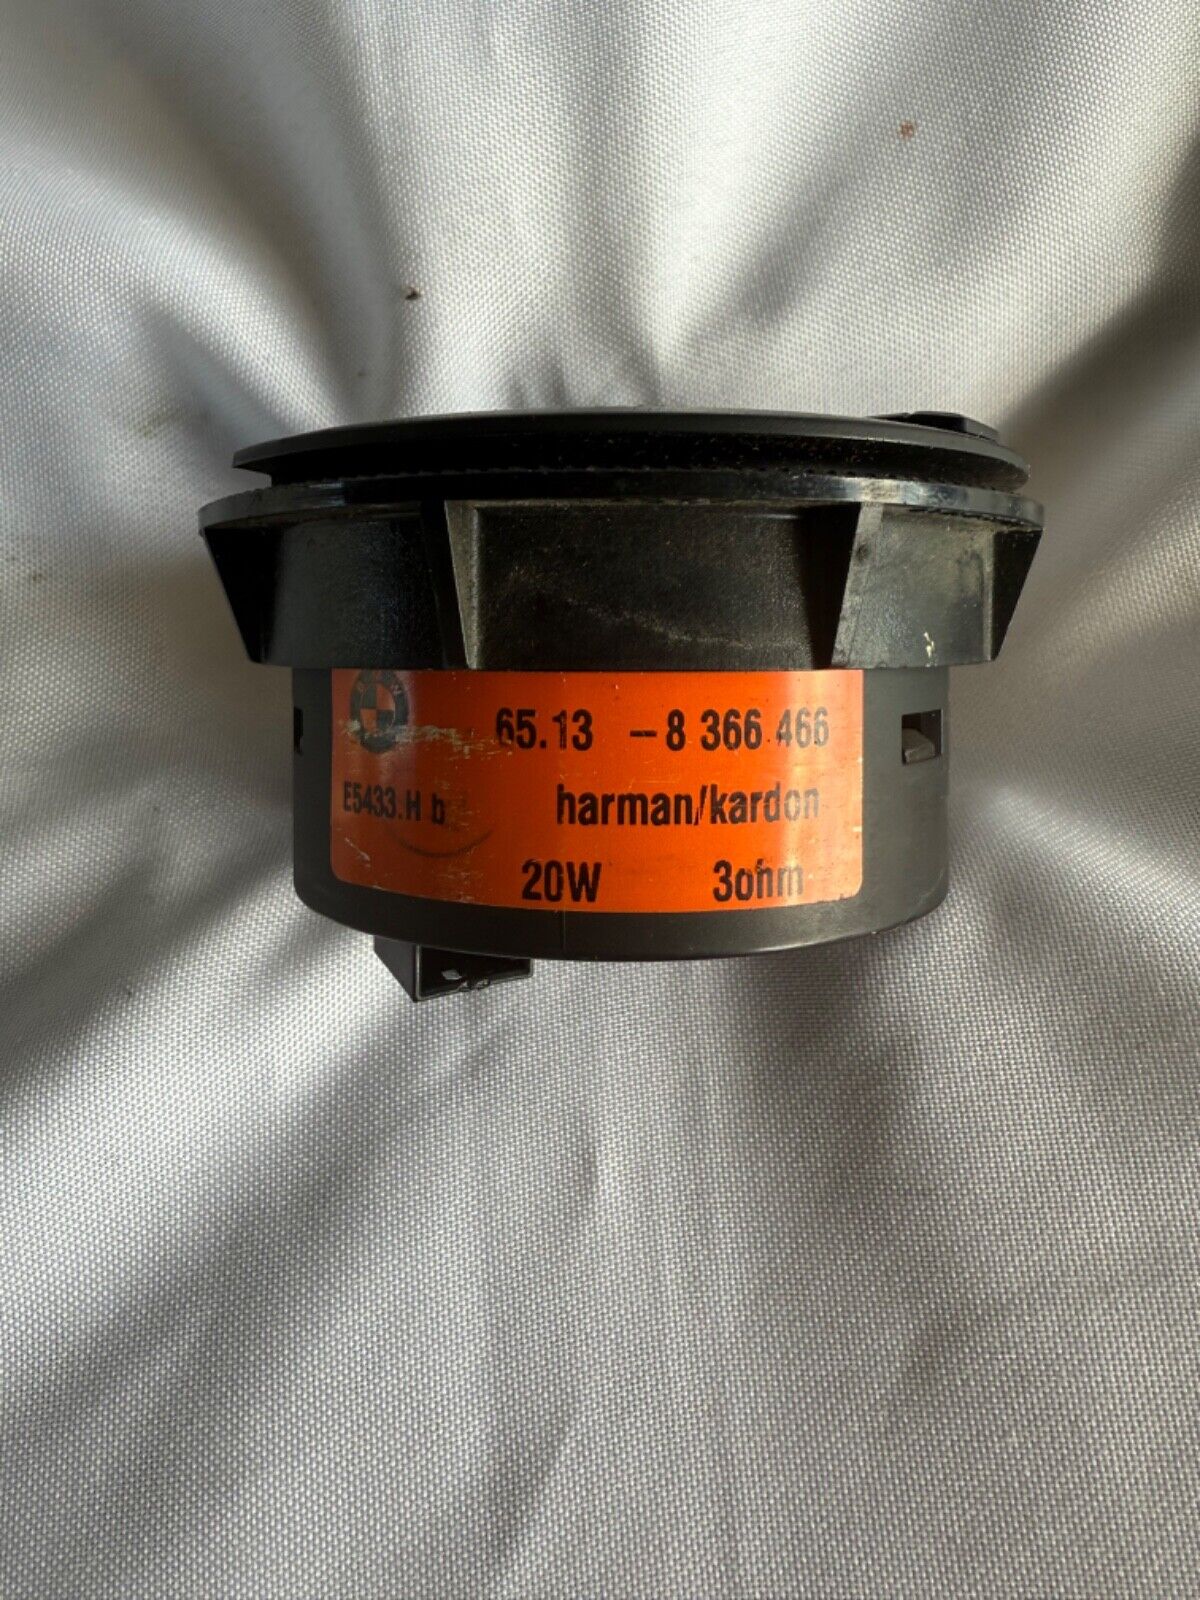 65.13 – 8 366 466
E5433.H b harman/kardon
20W 3ohm